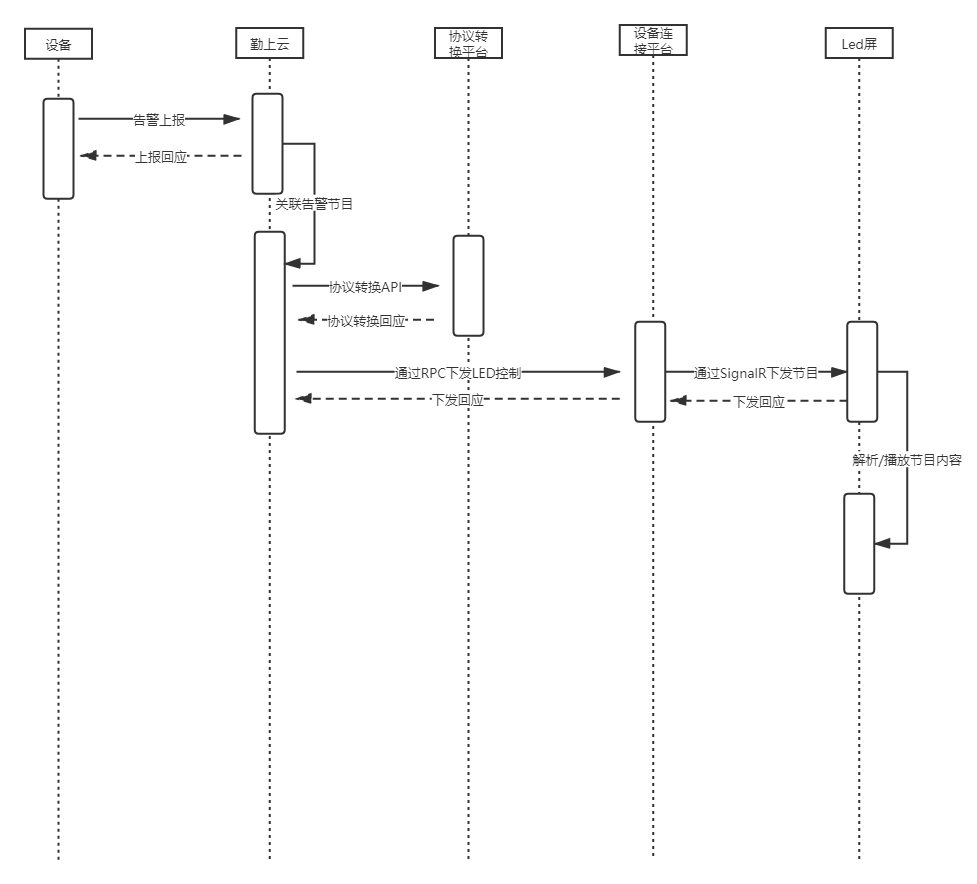 设备
勤上云
协议转
换平台
设备连
接平台
Led屏
告警上报
上报回应
关联告警节目
协议转换API
协议转换回应
通过RPC下发LED控制
通过SignalR下发节目
下发回应
下发回应
解析/播放节目内容